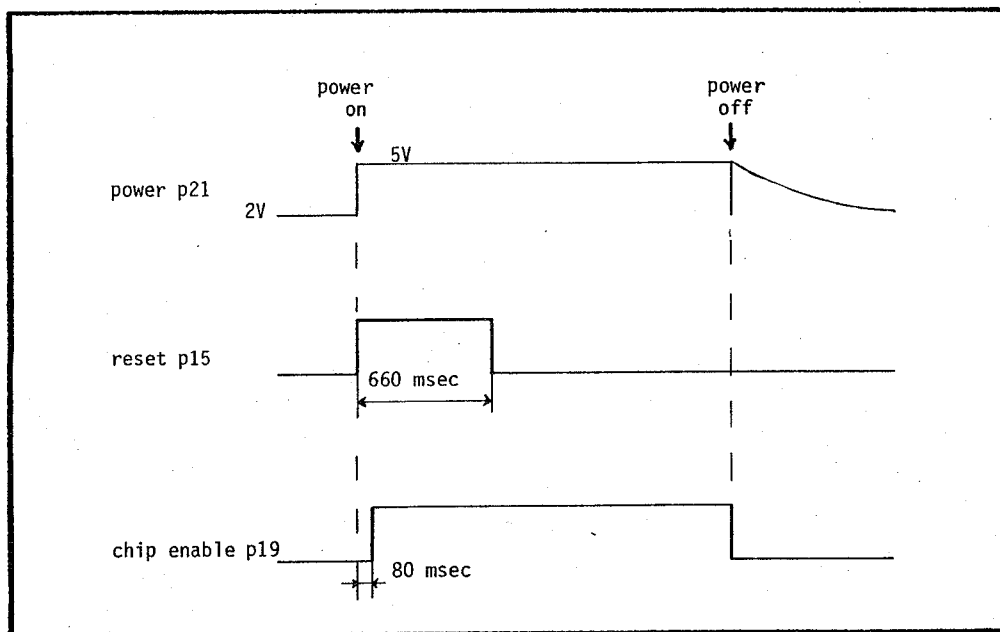 power
on
power
off
5V
power p21
2V
reset p15
660 msec
chip enable p19
80 msec